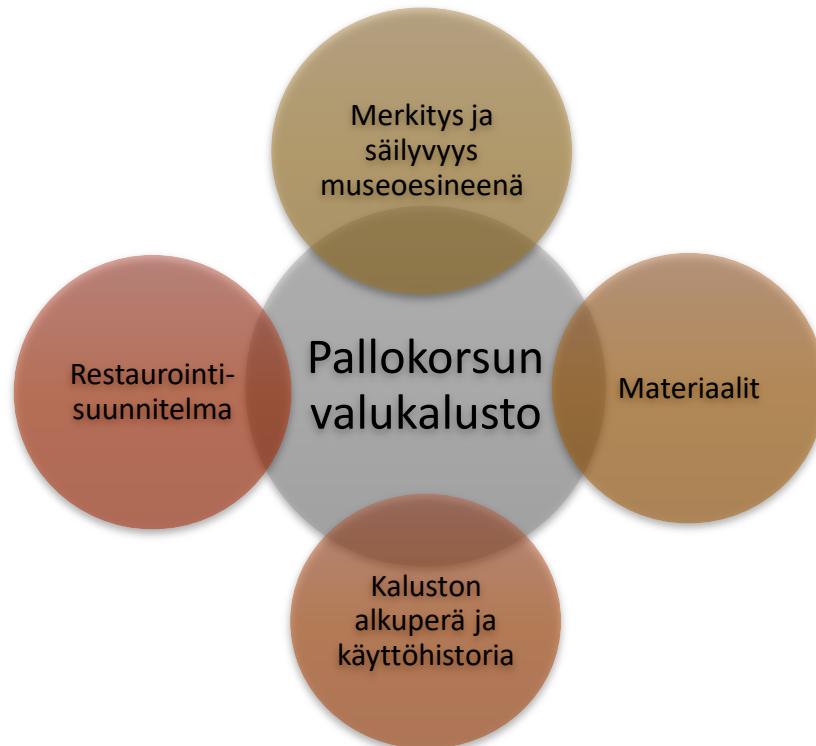 Merkitys ja
säilyvyys
museoesineenä
Restaurointi-
suunnitelma
Pallokorsun
valukalusto
Materiaalit
Kaluston
alkuperä ja
käyttöhistoria